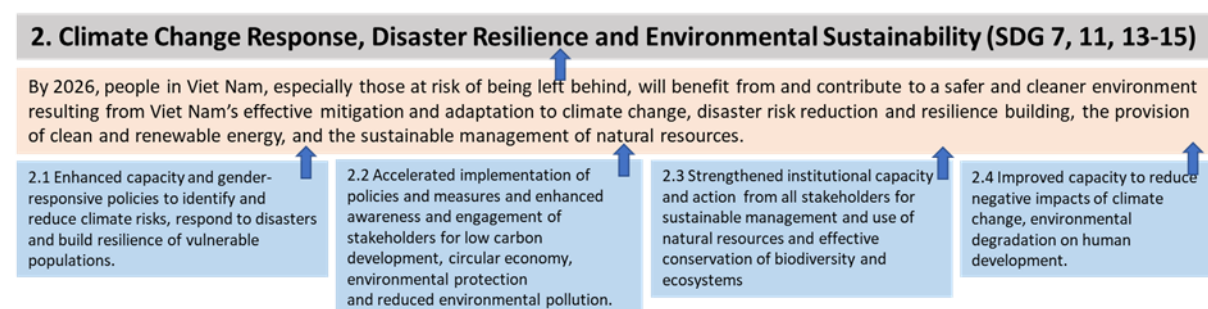 2. Climate Change Response, Disaster Resilience and Environmental Sustainability (SDG 7, 11, 13-15)
By 2026, people in Viet Nam, especially those at risk of being left behind, will benefit from and contribute to a safer and cleaner environment
resulting from Viet Nam's effective mitigation and adaptation to climate change, disaster risk reduction and resilience building, the provision
of clean and renewable energy, and the sustainable management of natural resources.
2.1 Enhanced capacity and gender-
responsive policies to identify and
reduce climate risks, respond to disasters
and build resilience of vulnerable
populations.
2.2 Accelerated implementation of
policies and measures and enhanced
awareness and engagement of
stakeholders for low carbon
development, circular economy,
environmental protection
and reduced environmental pollution.
2.3 Strengthened institutional capacity
and action from all stakeholders for
sustainable management and use of
natural resources and effective
conservation of biodiversity and
ecosystems
2.4 Improved capacity to reduce
negative impacts of climate
change, environmental
degradation on human
development.